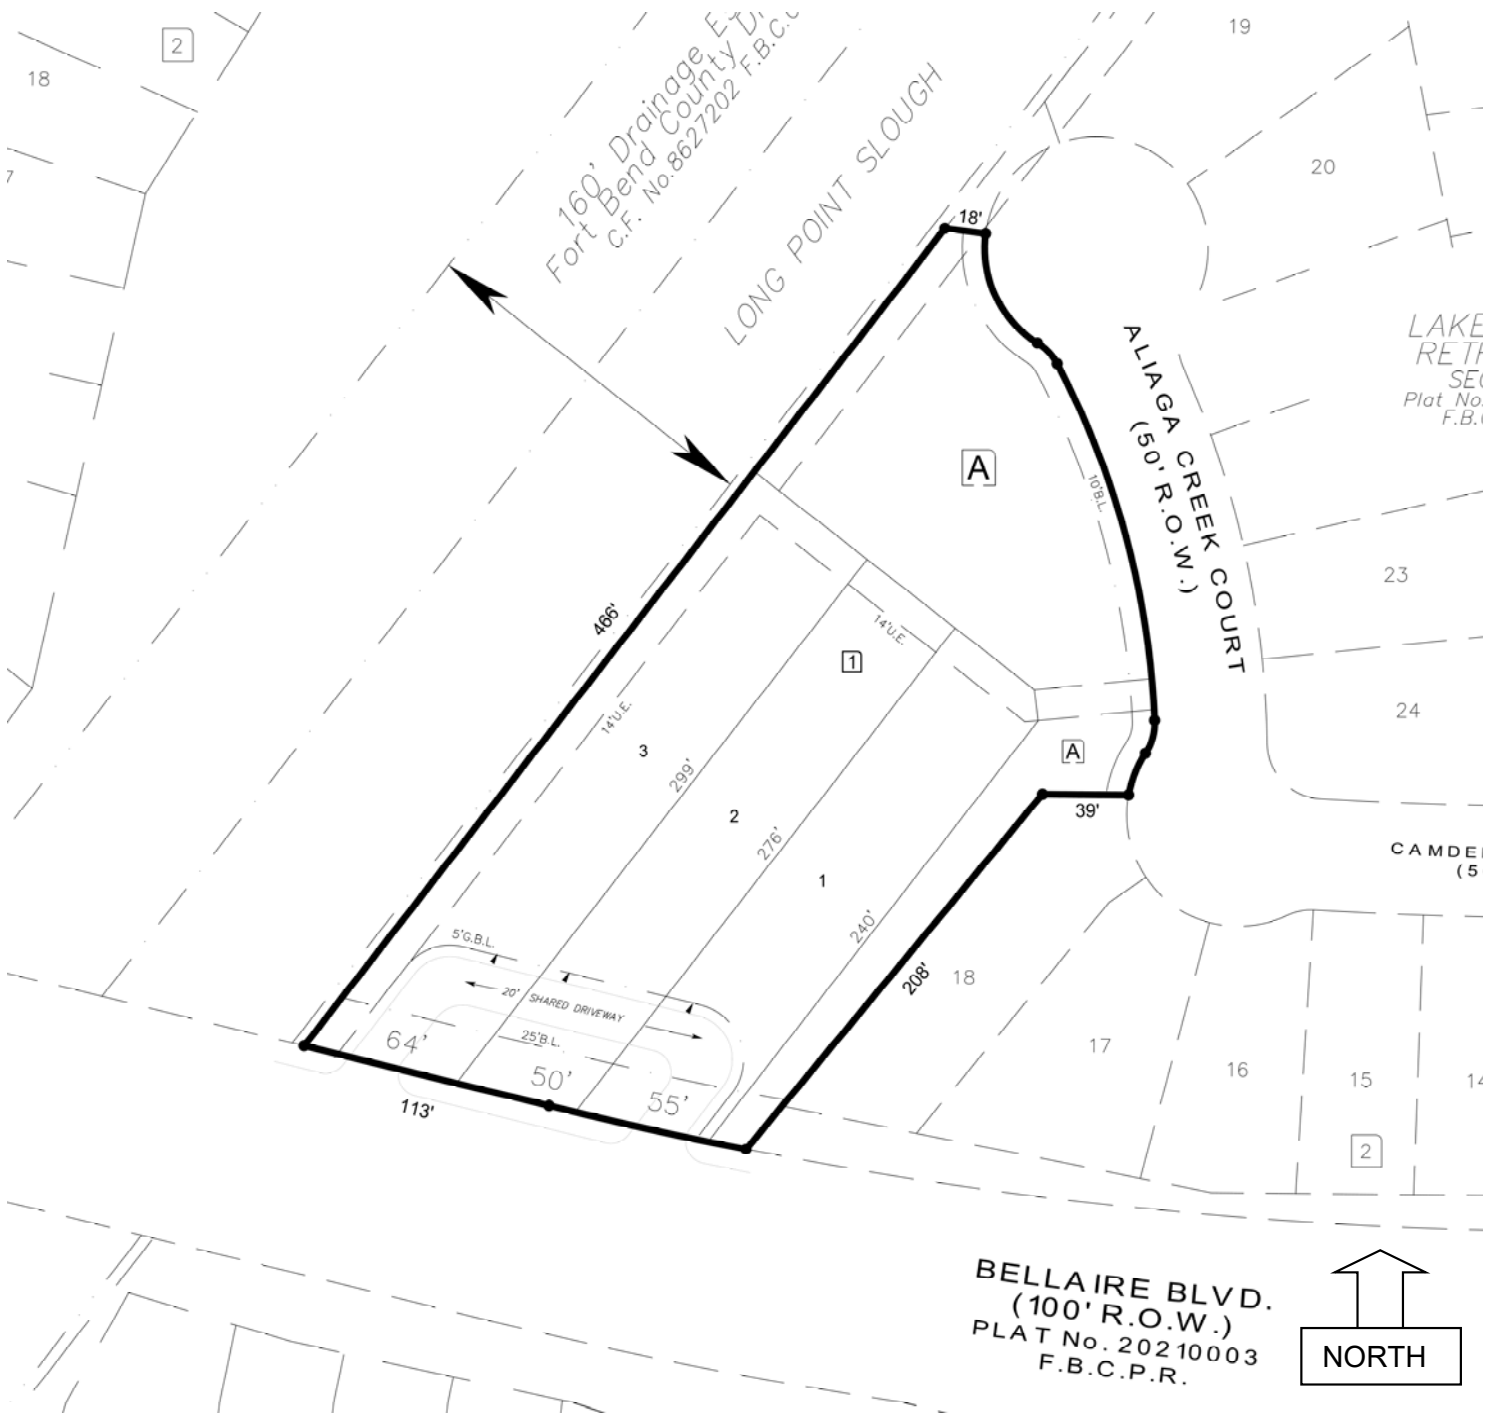 2
18
7
160' Drainage
Fort Bend County
C.F. No.8627202 F.B.C.
LONG POINT SLOUGH
19
20
18'
LAKE
RET
SE
Plat No.
F.B.
ALIAGA CREEK COURT
(50' R.O.W.)
A
10'B.L.
466'
14'U.E.
1
14'U.E.
3
299'
2
276'
1
240'
A
39'
208'
23
24
CAMDE
(5
5'G.B.L.
20' SHARED DRIVEWAY
25'B.L.
64'
50'
55'
113'
18
17
16
15
14
2
BELLAIRE BLVD.
(100' R.O.W.)
PLAT No. 20210003
F.B.C.P.R.
NORTH